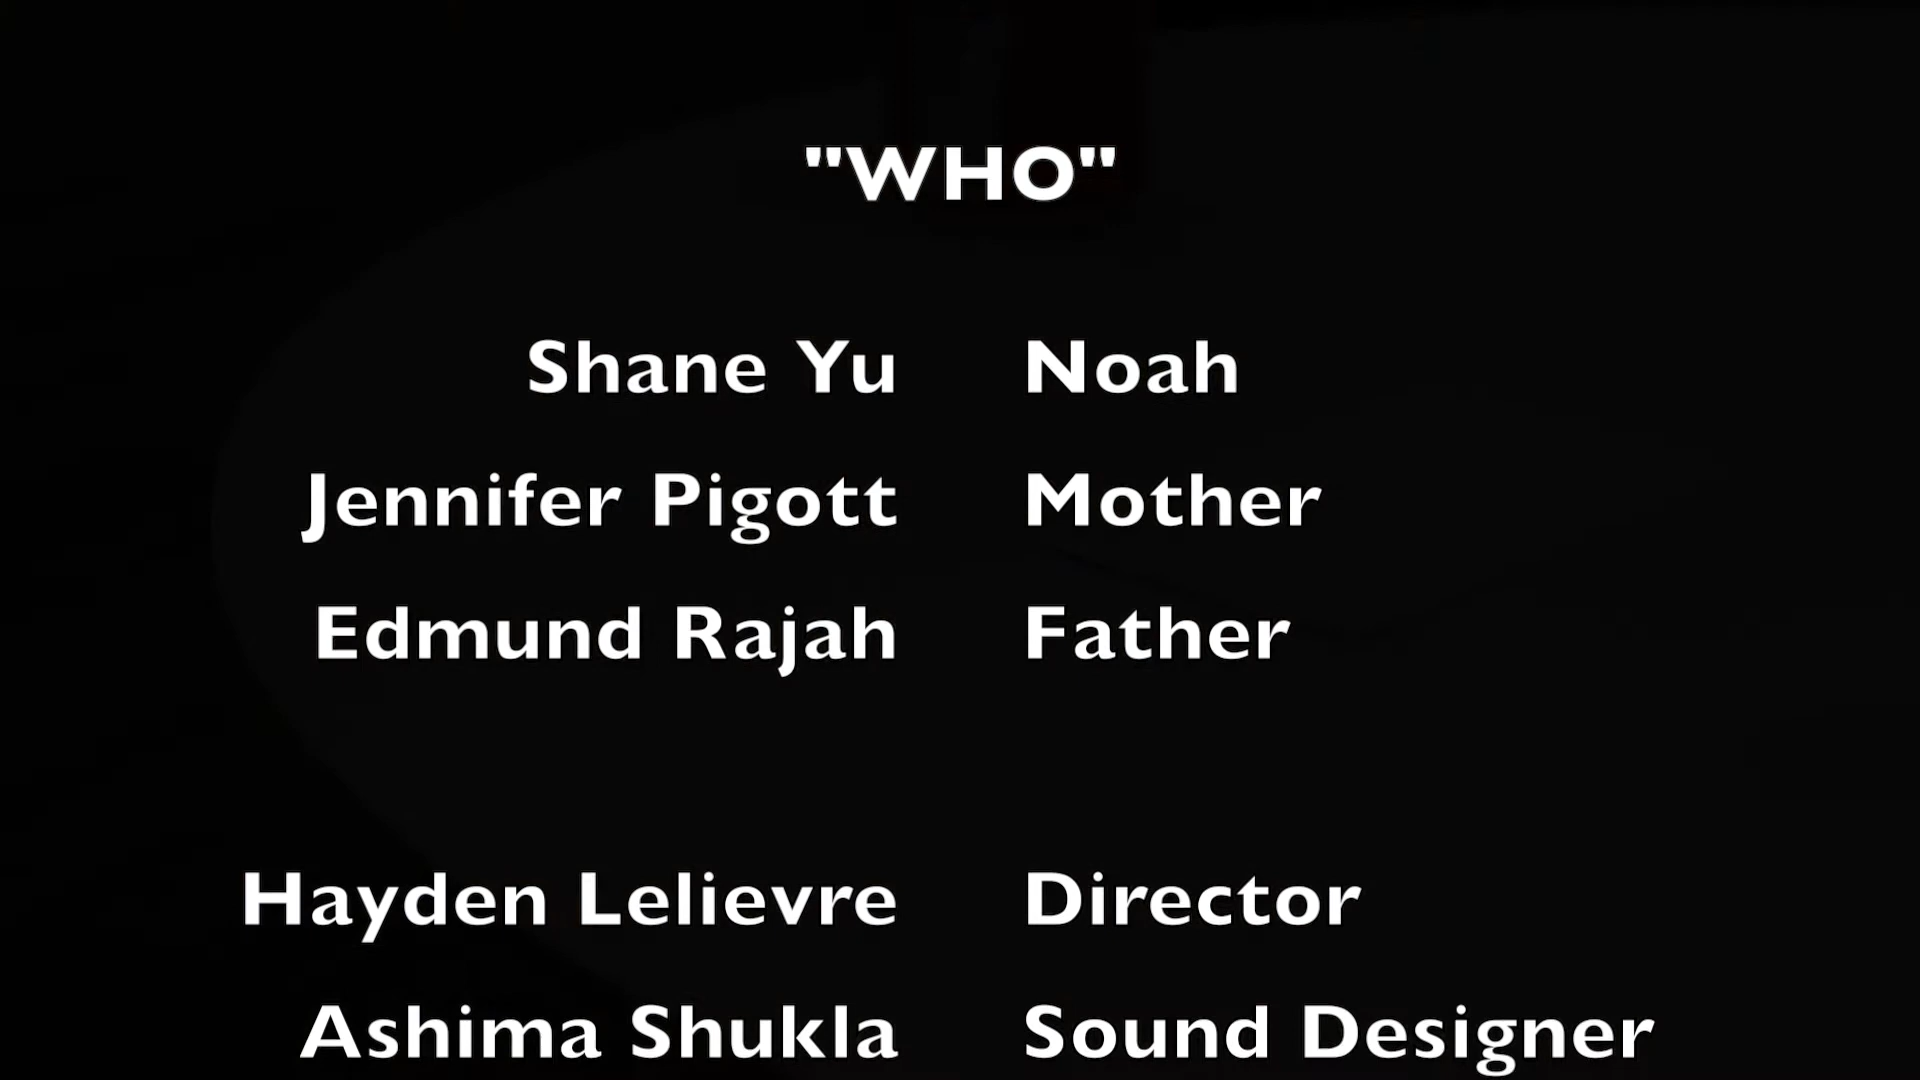 "WHO"
Shane Yu Noah
Jennifer Pigott Mother
Edmund Rajah Father
Hayden Lelievre Director
Ashima Shukla Sound Designer